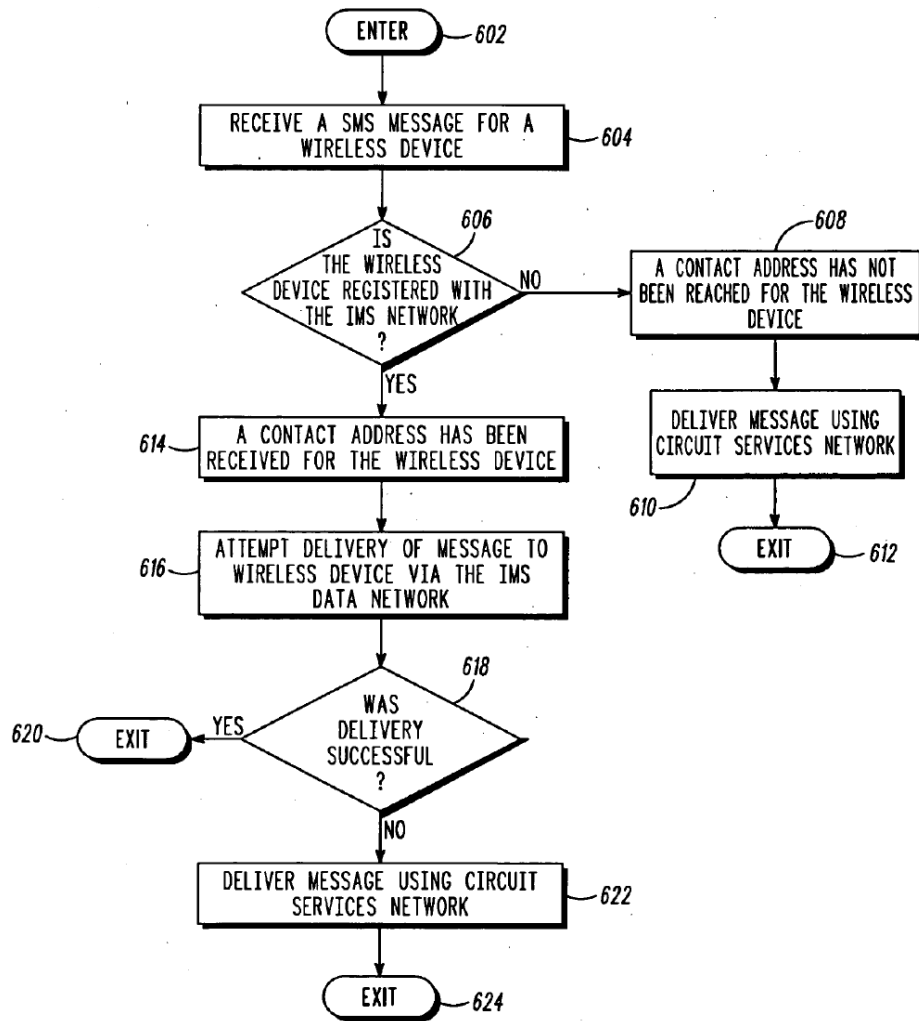 ENTER
602
RECEIVE A SMS MESSAGE FOR A
WIRELESS DEVICE
604
606
IS
THE WIRELESS
DEVICE REGISTERED WITH
THE IMS NETWORK
?
NO
YES
608
A CONTACT ADDRESS HAS NOT
BEEN REACHED FOR THE WIRELESS
DEVICE
DELIVER MESSAGE USING
CIRCUIT SERVICES NETWORK
610
EXIT
612
614
A CONTACT ADDRESS HAS BEEN
RECEIVED FOR THE WIRELESS DEVICE
616
ATTEMPT DELIVERY OF MESSAGE TO
WIRELESS DEVICE VIA THE IMS
DATA NETWORK
618
WAS
DELIVERY
SUCCESSFUL
?
YES
620
EXIT
NO
DELIVER MESSAGE USING CIRCUIT
SERVICES NETWORK
622
EXIT
624